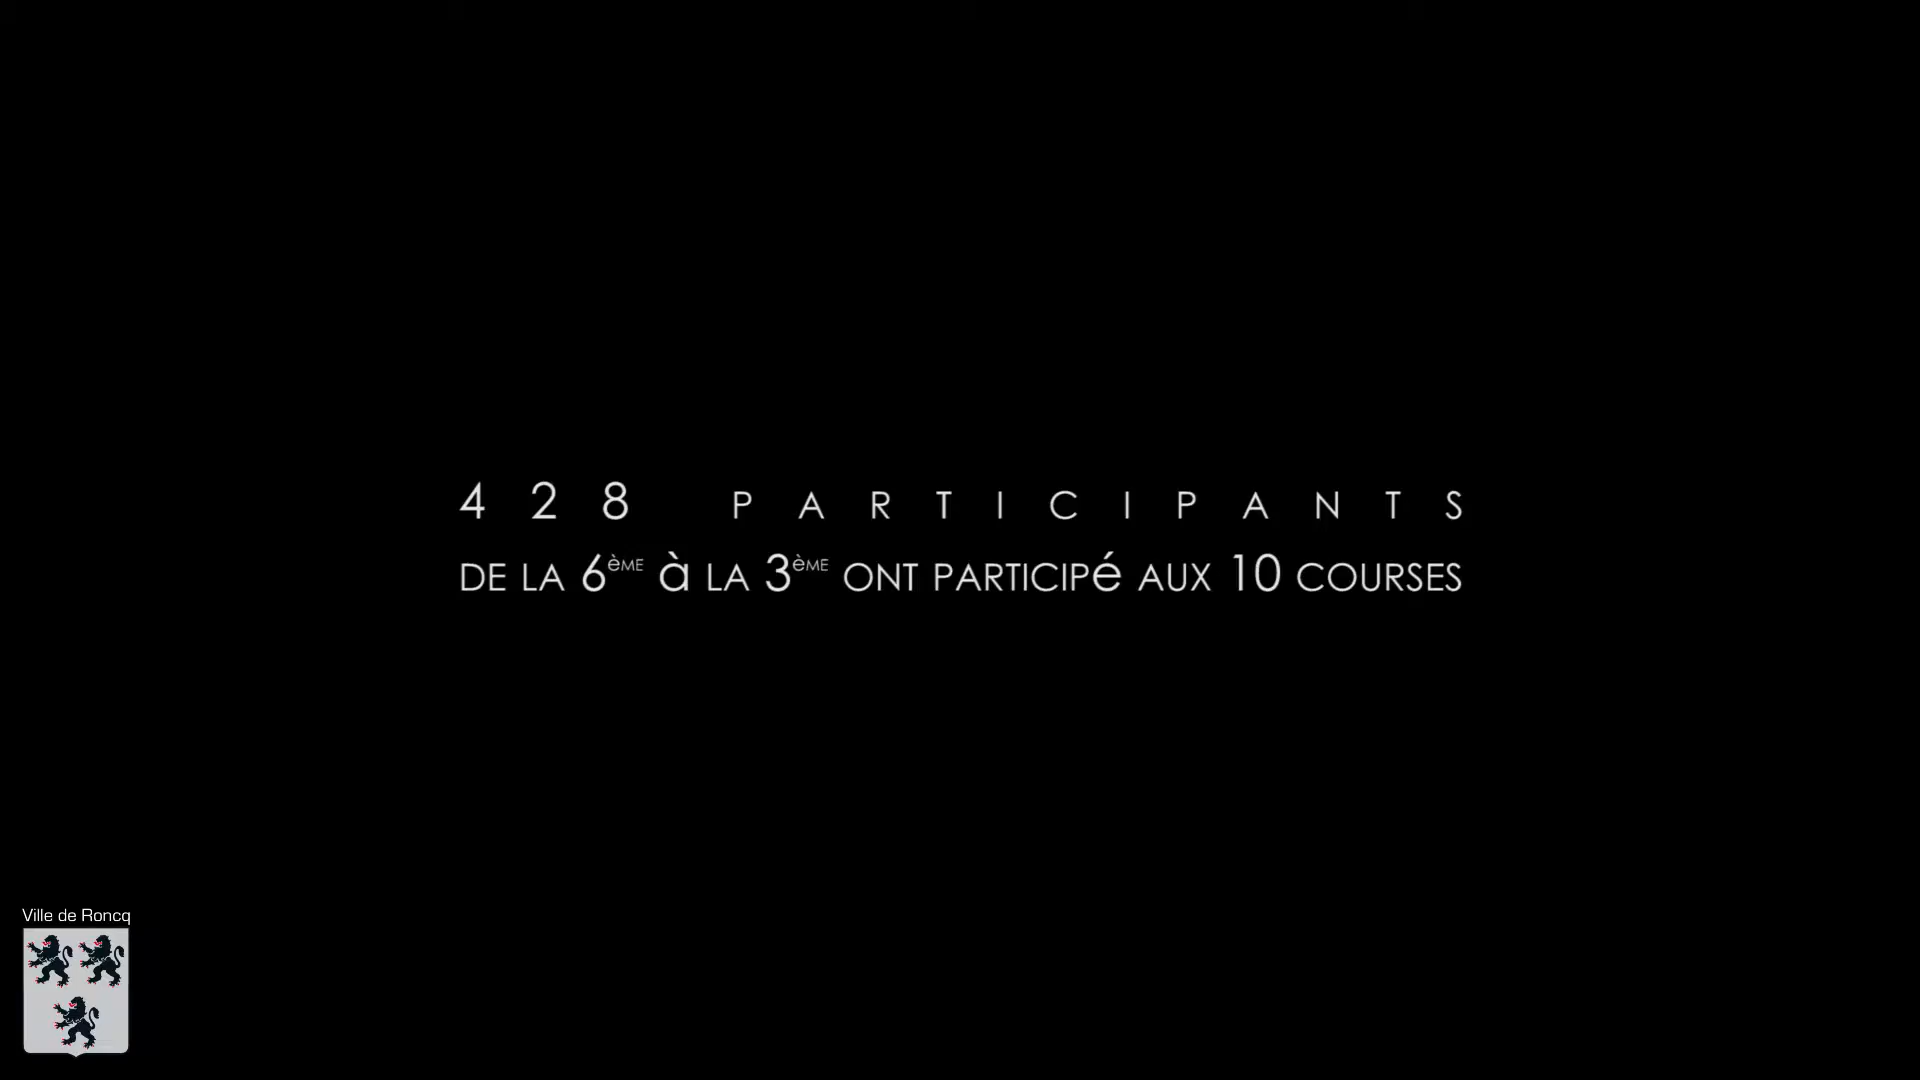 428 PARTICIPANTS
DE LA 6èME à LA 3èME ONT PARTICIPé AUX 10 COURSES
Ville de Roncq